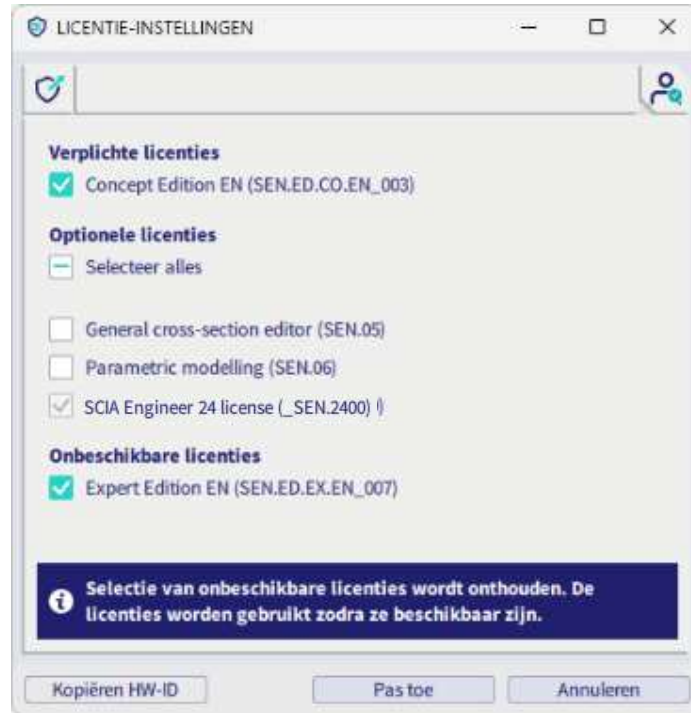 LICENTIE-INSTELLINGEN
Verplichte licenties
Concept Edition EN (SEN.ED.CO.EN_003)
Optionele licenties
Selecteer alles
General cross-section editor (SEN.05)
Parametric modelling (SEN.06)
SCIA Engineer 24 license (_SEN.2400)
Onbeschikbare licenties
Expert Edition EN (SEN.ED.EX.EN_007)
Selectie van onbeschikbare licenties wordt onthouden. De
licenties worden gebruikt zodra ze beschikbaar zijn.
Kopiëren HW-ID Pas toe Annuleren